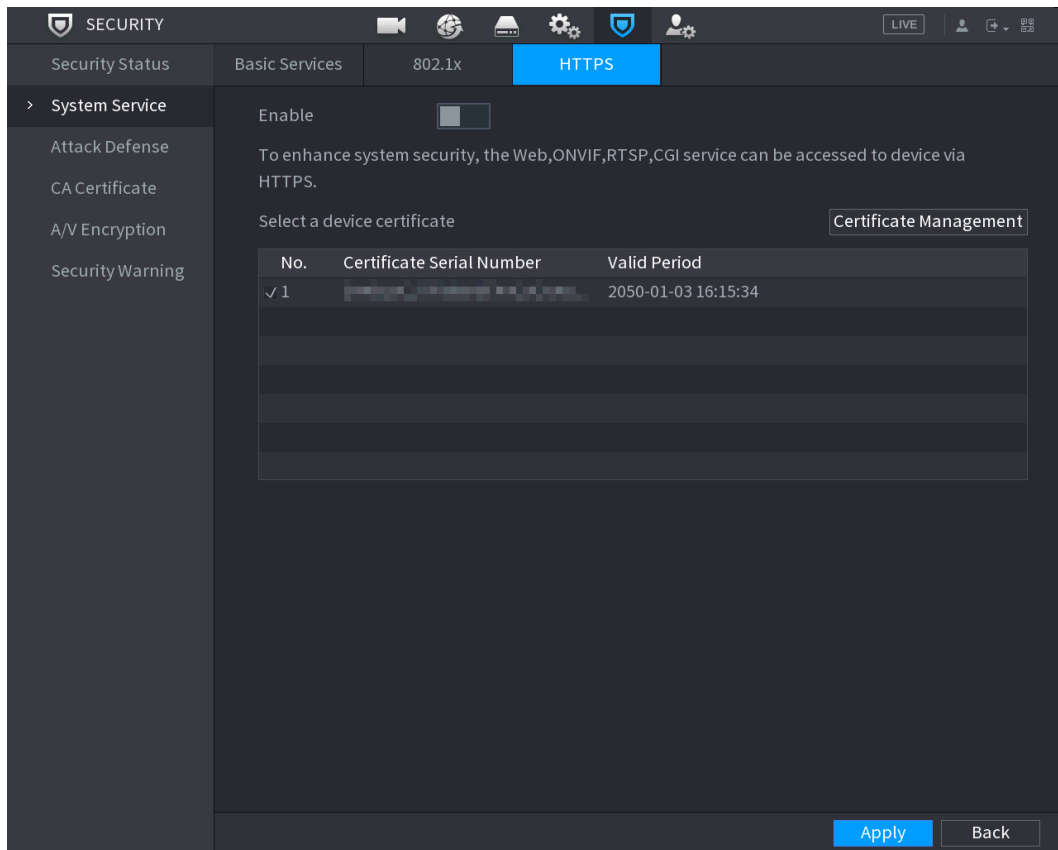 SECURITY
LIVE
Security Status
System Service
Attack Defense
CA Certificate
A/V Encryption
Security Warning
Basic Services 802.1x HTTPS
Enable
To enhance system security, the Web,ONVIF,RTSP,CGI service can be accessed to device via
HTTPS.
Select a device certificate Certificate Management
No. Certificate Serial Number Valid Period
1 2050-01-03 16:15:34
Apply Back